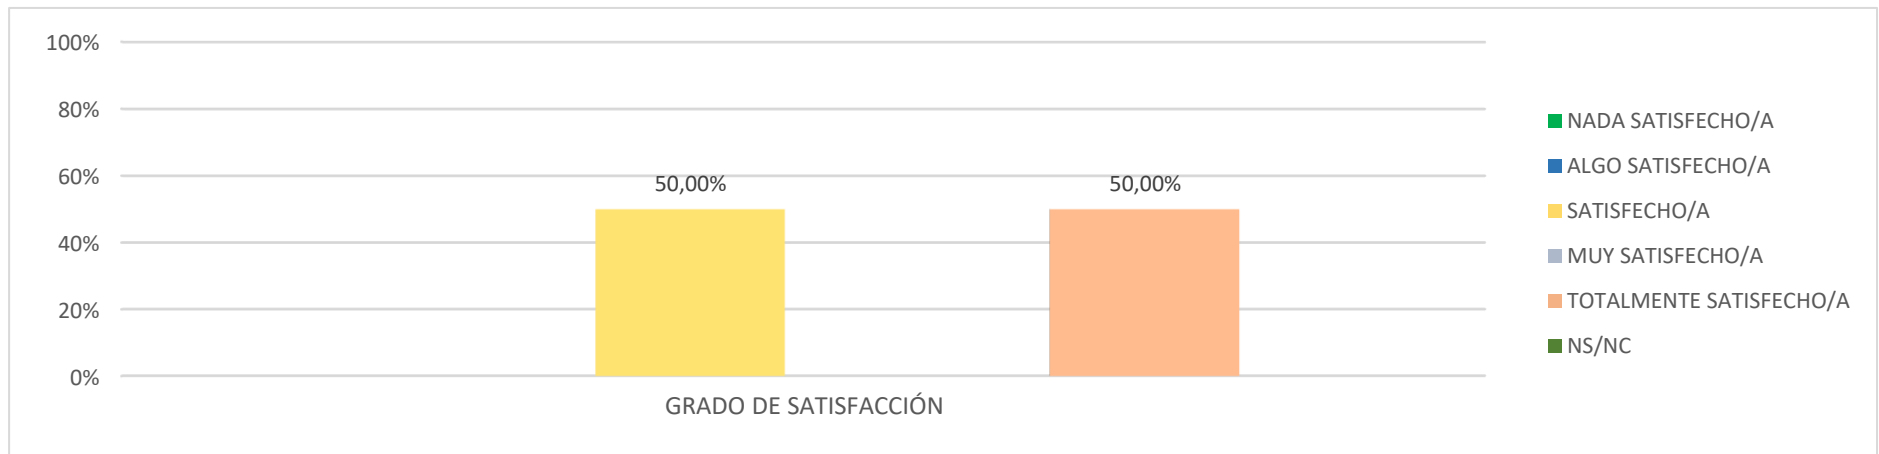 100%
80%
60%
40%
20%
0%
50,00%
50,00%
GRADO DE SATISFACCIÓN
NADA SATISFECHO/A
ALGO SATISFECHO/A
SATISFECHO/A
MUY SATISFECHO/A
TOTALMENTE SATISFECHO/A
NS/NC